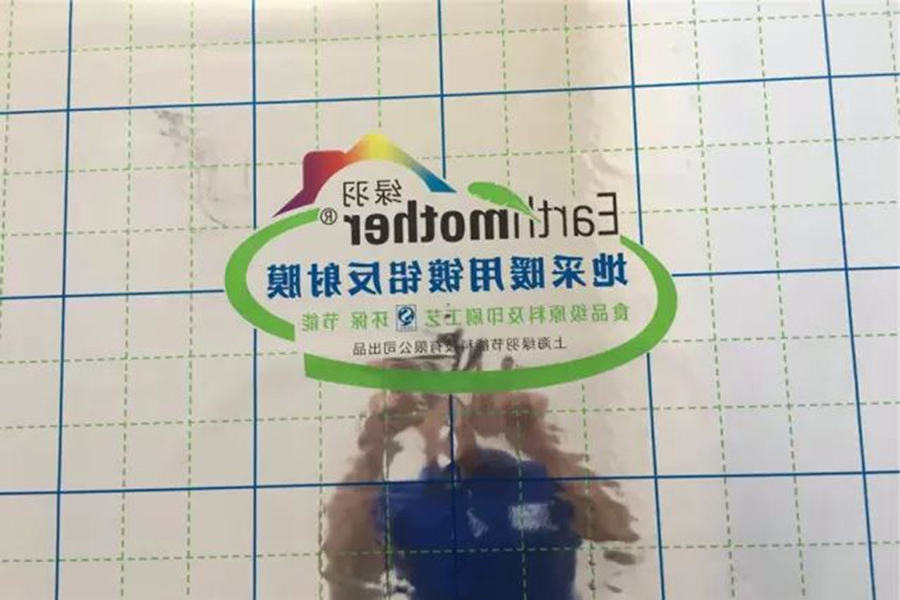 绿羽
Earthmother®
地采暖用镀铝反射膜
食品级原料及印刷工艺 环保 节能
上海绿羽节能科技有限公司出品